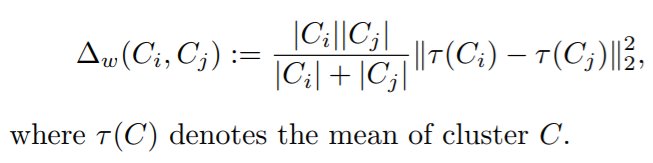 Δ_w(C_i, C_j) := \frac{|C_i||C_j|}{|C_i| + |C_j|} ‖τ(C_i) − τ(C_j)‖_2^2,
where τ(C) denotes the mean of cluster C.